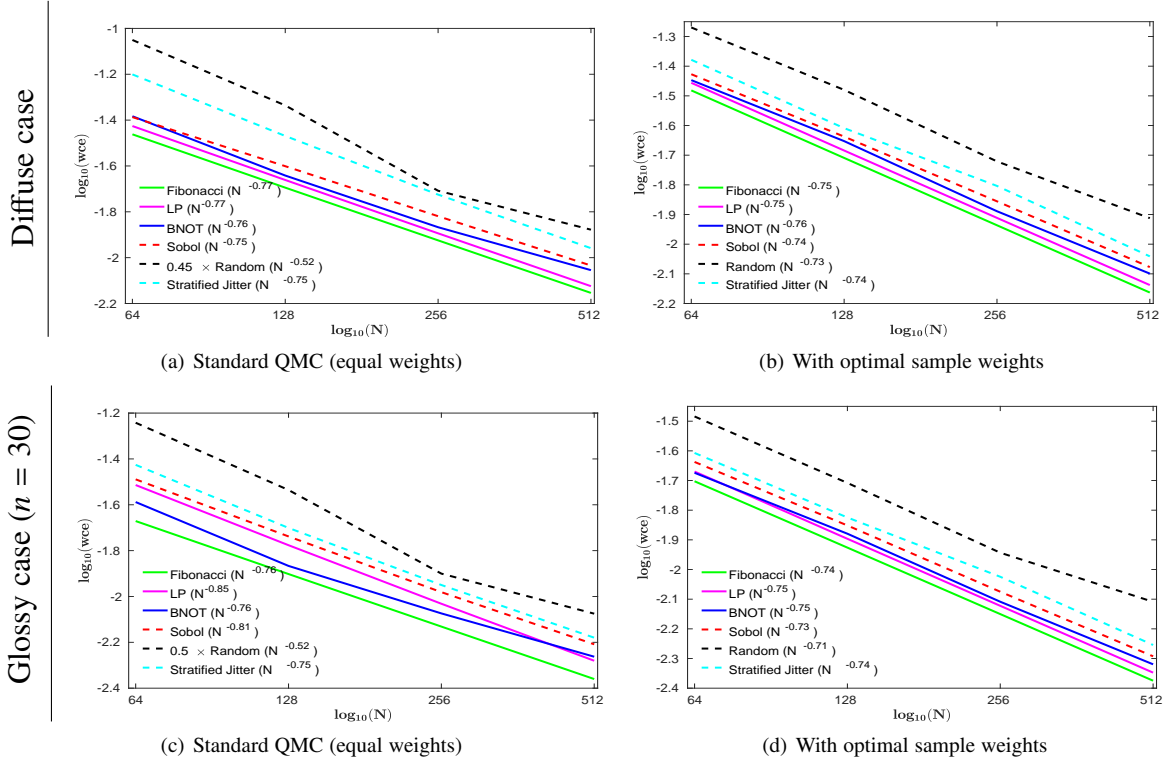 Diffuse case
-1
-1.2
-1.4
-1.6
-1.8
-2
-2.2
log10(wce)
Fibonacci (N -0.77)
LP (N-0.77)
BNOT (N-0.76)
Sobol (N-0.75)
0.45 × Random (N-0.52)
Stratified Jitter (N -0.75)
64 128 256 512
log10(N)
(a) Standard QMC (equal weights)
-1.3
-1.4
-1.5
-1.6
-1.7
-1.8
-1.9
-2
-2.1
-2.2
log10(wce)
Fibonacci (N -0.75)
LP (N-0.75)
BNOT (N-0.76)
Sobol (N-0.74)
Random (N-0.73)
Stratified Jitter (N -0.74)
64 128 256 512
log10(N)
(b) With optimal sample weights
Glossy case (n = 30)
-1.2
-1.4
-1.6
-1.8
-2
-2.2
-2.4
log10(wce)
Fibonacci (N -0.76)
LP (N-0.85)
BNOT (N-0.76)
Sobol (N-0.81)
0.5 × Random (N-0.52)
Stratified Jitter (N -0.75)
64 128 256 512
log10(N)
(c) Standard QMC (equal weights)
-1.5
-1.6
-1.7
-1.8
-1.9
-2
-2.1
-2.2
-2.3
-2.4
log10(wce)
Fibonacci (N -0.74)
LP (N-0.75)
BNOT (N-0.75)
Sobol (N-0.73)
Random (N-0.71)
Stratified Jitter (N -0.74)
64 128 256 512
log10(N)
(d) With optimal sample weights